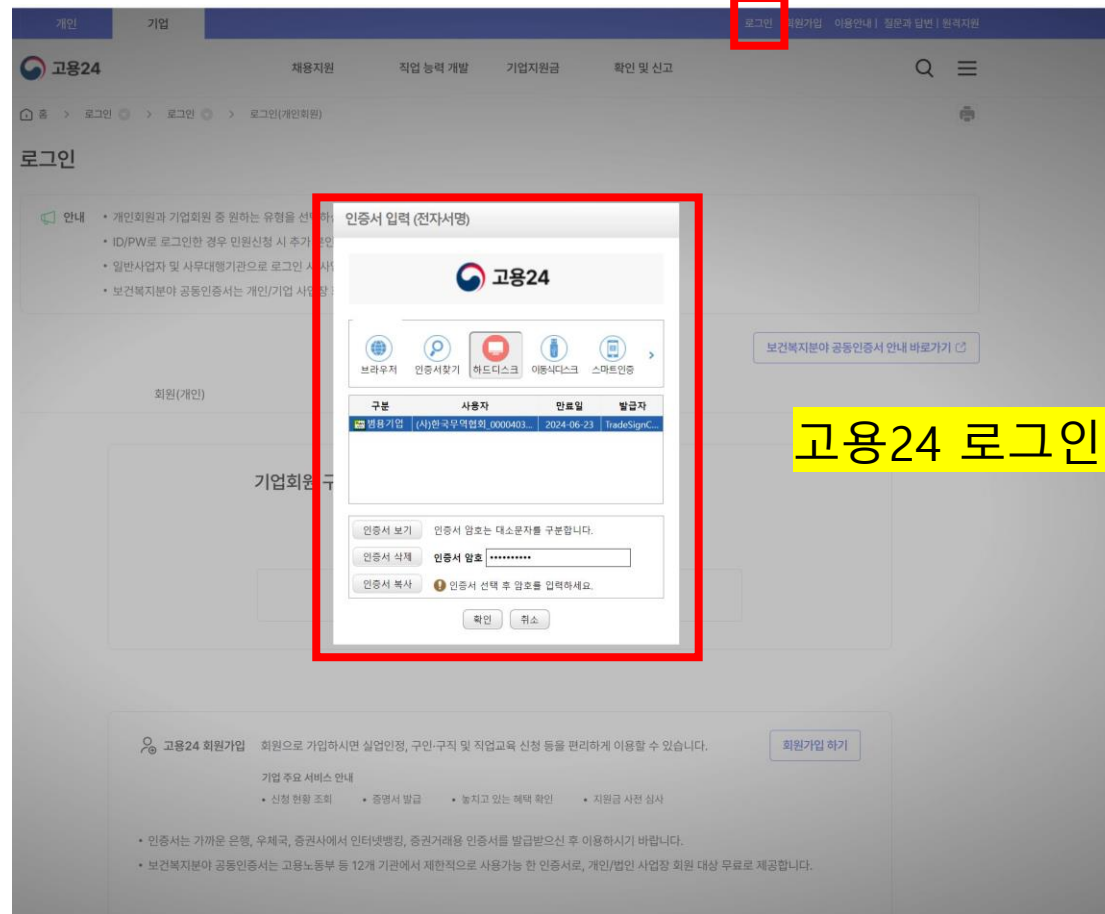 개인 기업 로그인 회원가입 이용안내 | 질문과 답변 | 원격지원
고용24 채용지원 직업 능력 개발 기업지원금 확인 및 신고
홈 > 로그인 > 로그인 > 로그인(개인회원)
로그인
안내 • 개인회원과 기업회원 중 원하는 유형을 선택하
• ID/PW로 로그인한 경우 민원신청 시 추가
• 일반사업자 및 사무대행기관으로 로그인 시
• 보건복지분야 공동인증서는 개인/기업 사업장
인증서 입력 (전자서명)
고용24
보건복지분야 공동인증서 안내 바로가기
브라우저 인증서찾기 하드디스크 이동식디스크 스마트인증 >
회원(개인)
구분 사용자 만료일 발급자
범용기업 (사)한국무역협회_0000403... 2024-06-23 TradeSignC...
고용24 로그인
기업회원 구
인증서 보기 인증서 암호는 대소문자를 구분합니다.
인증서 삭제 인증서 암호 ••••••••••
인증서 복사 인증서 선택 후 암호를 입력하세요.
확인 취소
고용24 회원가입 회원으로 가입하시면 실업인정, 구인·구직 및 직업교육 신청 등을 편리하게 이용할 수 있습니다. 회원가입 하기
기업 주요 서비스 안내
• 신청 현황 조회 • 증명서 발급 • 놓치고 있는 혜택 확인 • 지원금 사전 심사
• 인증서는 가까운 은행, 우체국, 증권사에서 인터넷뱅킹, 증권거래용 인증서를 발급받으신 후 이용하시기 바랍니다.
• 보건복지분야 공동인증서는 고용노동부 등 12개 기관에서 제한적으로 사용가능 한 인증서로, 개인/법인 사업장 회원 대상 무료로 제공합니다.